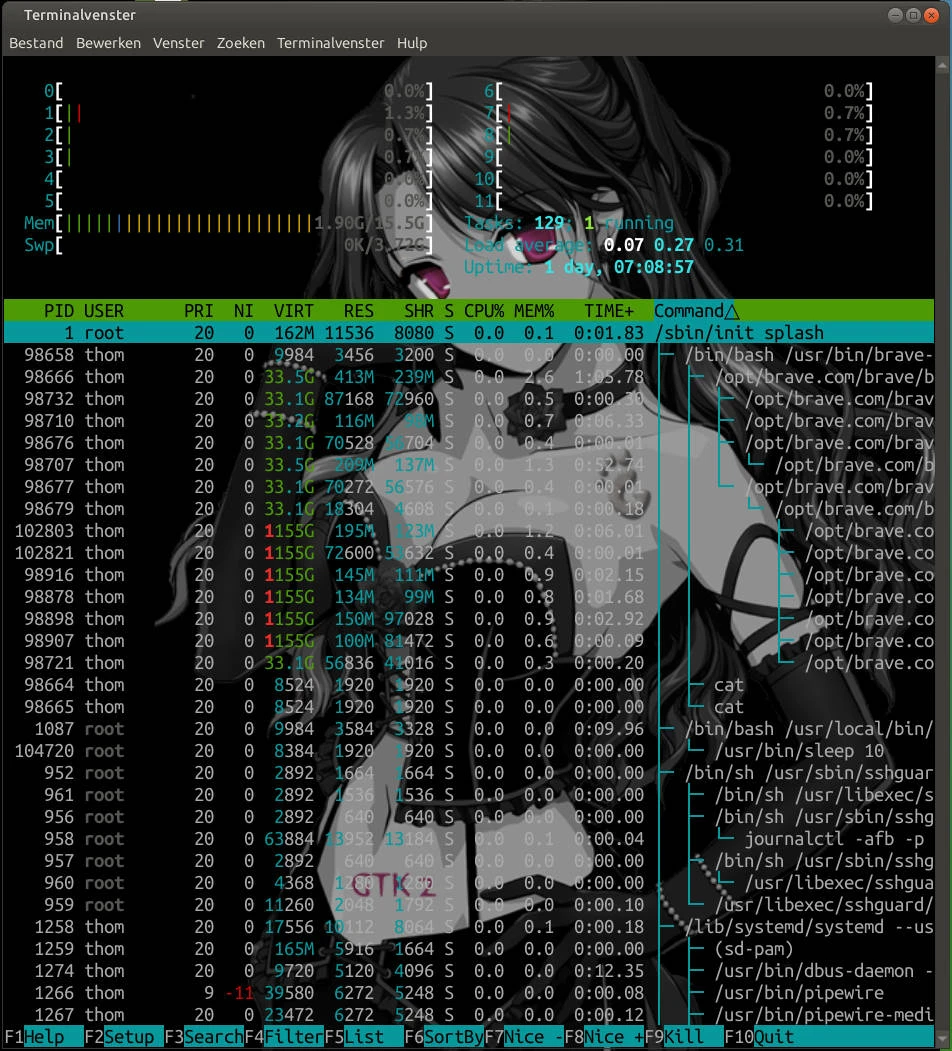 Terminalvenster
Bestand Bewerken Venster Zoeken Terminalvenster Hulp
0[ 0.0%] 6[ 0.0%]
1[|| 1.3%] 7[| 0.7%]
2[| 0.7%] 8[| 0.7%]
3[| 0.7%] 9[ 0.0%]
4[ 0.0%] 10[ 0.0%]
5[ 0.0%] 11[ 0.0%]
Mem[||||||||||||||||||||||||||1.90G/15.5G] Tasks: 129; 1 running
Swp[ 0K/3.72G] Load average: 0.07 0.27 0.31
Uptime: 1 day, 07:08:57
PID USER PRI NI VIRT RES SHR S CPU% MEM% TIME+ Command△
1 root 20 0 162M 11536 8080 S 0.0 0.1 0:01.83 /sbin/init splash
98658 thom 20 0 9984 3456 3200 S 0.0 0.0 0:00.00 /bin/bash /usr/bin/brave-
98666 thom 20 0 33.5G 413M 239M S 0.0 2.6 1:05.78 /opt/brave.com/brave/b
98732 thom 20 0 33.1G 87168 72960 S 0.0 0.5 0:00.30 /opt/brave.com/brav
98710 thom 20 0 33.2G 116M 98M S 0.0 0.7 0:06.33 /opt/brave.com/brav
98676 thom 20 0 33.1G 70528 56704 S 0.0 0.4 0:00.01 /opt/brave.com/brav
98707 thom 20 0 33.5G 209M 137M S 0.0 1.3 0:52.74 /opt/brave.com/b
98677 thom 20 0 33.1G 70272 56576 S 0.0 0.4 0:00.01 /opt/brave.com/brav
98679 thom 20 0 33.1G 18304 4608 S 0.0 0.1 0:00.18 /opt/brave.com/b
102803 thom 20 0 1155G 195M 123M S 0.0 1.2 0:06.01 /opt/brave.co
102821 thom 20 0 1155G 72600 53632 S 0.0 0.4 0:00.01 /opt/brave.co
98916 thom 20 0 1155G 145M 111M S 0.0 0.9 0:02.15 /opt/brave.co
98878 thom 20 0 1155G 134M 99M S 0.0 0.8 0:01.68 /opt/brave.co
98898 thom 20 0 1155G 150M 97028 S 0.0 0.9 0:02.92 /opt/brave.co
98907 thom 20 0 1155G 100M 81472 S 0.0 0.6 0:00.09 /opt/brave.co
98721 thom 20 0 33.1G 56836 41016 S 0.0 0.3 0:00.20 /opt/brave.co
98664 thom 20 0 8524 1920 1920 S 0.0 0.0 0:00.00 cat
98665 thom 20 0 8524 1920 1920 S 0.0 0.0 0:00.00 cat
1087 root 20 0 9984 3584 3328 S 0.0 0.0 0:09.96 /bin/bash /usr/local/bin/
104720 root 20 0 8384 1920 1920 S 0.0 0.0 0:00.00 /usr/bin/sleep 10
952 root 20 0 2892 1664 1664 S 0.0 0.0 0:00.00 /bin/sh /usr/sbin/sshguar
961 root 20 0 2892 1536 1536 S 0.0 0.0 0:00.00 /bin/sh /usr/libexec/s
956 root 20 0 2892 640 640 S 0.0 0.0 0:00.00 /bin/sh /usr/sbin/sshg
958 root 20 0 63884 13952 13184 S 0.0 0.1 0:00.04 journalctl -afb -p
957 root 20 0 2892 640 640 S 0.0 0.0 0:00.00 /bin/sh /usr/sbin/sshg
960 root 20 0 4368 1280 1280 S 0.0 0.0 0:00.00 /usr/libexec/sshgua
959 root 20 0 11260 2048 1792 S 0.0 0.0 0:00.10 /usr/libexec/sshguard/
1258 thom 20 0 17556 10112 8064 S 0.0 0.1 0:00.18 /lib/systemd/systemd --us
1259 thom 20 0 165M 5916 1664 S 0.0 0.0 0:00.00 (sd-pam)
1274 thom 20 0 9720 5120 4096 S 0.0 0.0 0:12.35 /usr/bin/dbus-daemon -
1266 thom 9 -11 39580 6272 5248 S 0.0 0.0 0:00.08 /usr/bin/pipewire
1267 thom 20 0 23472 6272 5248 S 0.0 0.0 0:00.12 /usr/bin/pipewire-medi
GTK 2
F1Help F2Setup F3SearchF4FilterF5List F6SortByF7Nice -F8Nice +F9Kill F10Quit